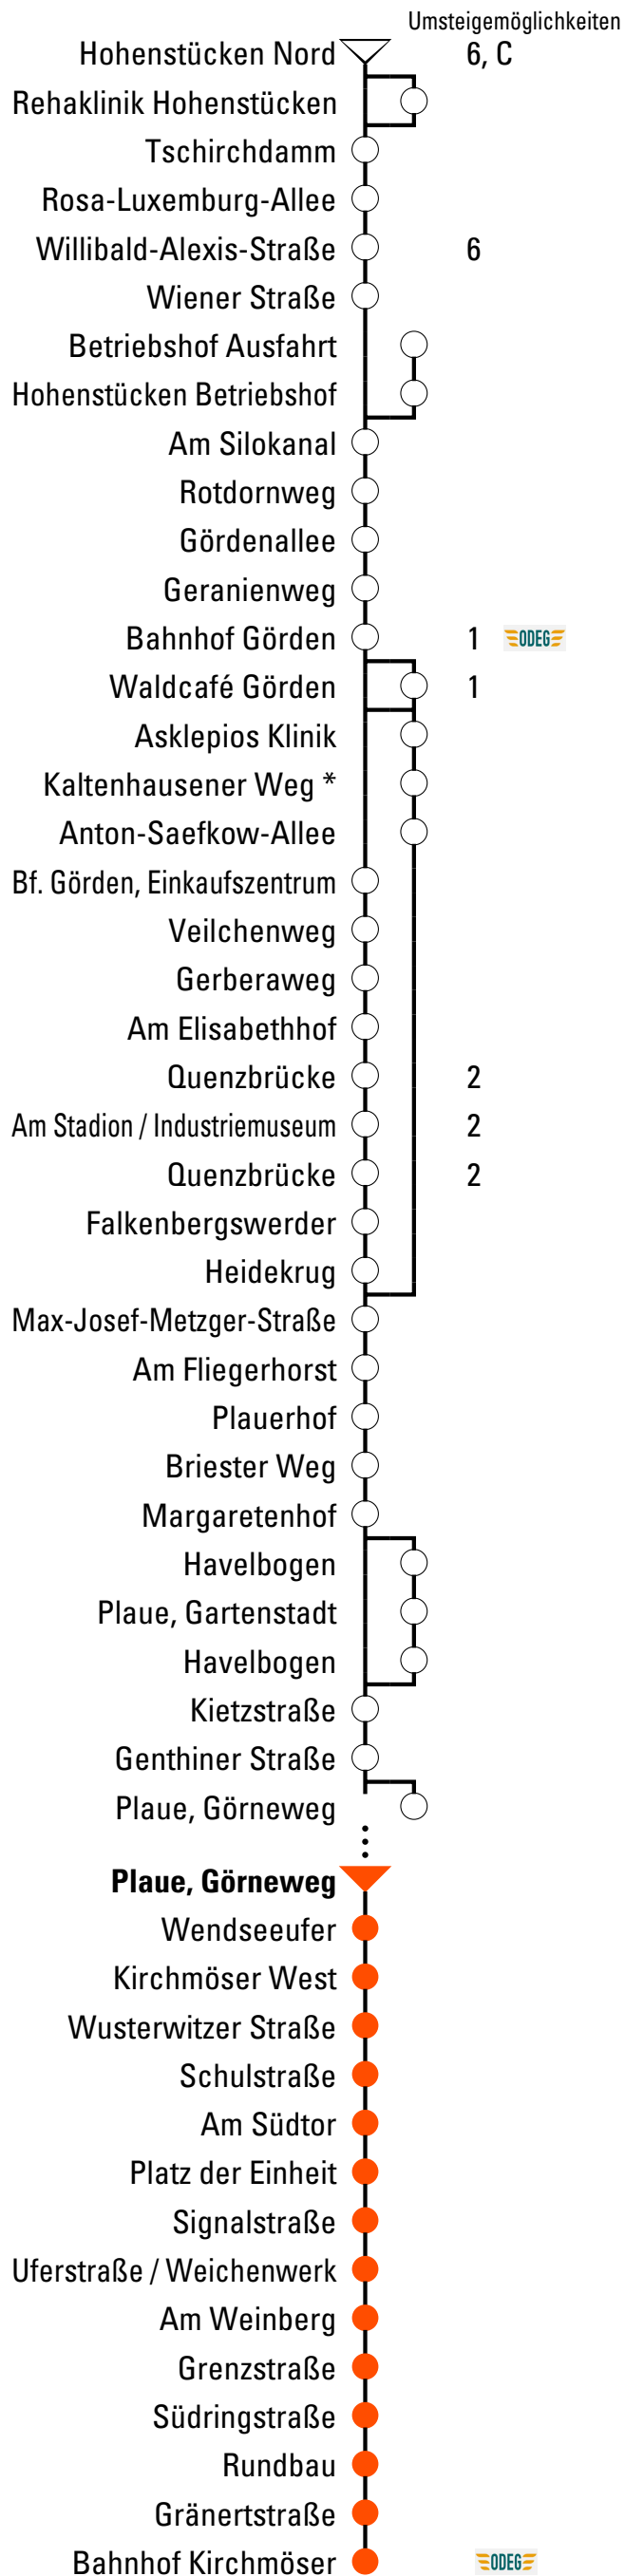 Umsteigemöglichkeiten
Hohenstücken Nord 6, C
Rehaklinik Hohenstücken
Tschirchdamm
Rosa-Luxemburg-Allee
Willibald-Alexis-Straße 6
Wiener Straße
Betriebshof Ausfahrt
Hohenstücken Betriebshof
Am Silokanal
Rotdornweg
Gördenallee
Geranienweg
Bahnhof Görden 1 ODEG
Waldcafé Görden 1
Asklepios Klinik
Kaltenhausener Weg *
Anton-Saefkow-Allee
Bf. Görden, Einkaufszentrum
Veilchenweg
Gerberaweg
Am Elisabethhof
Quenzbrücke 2
Am Stadion / Industriemuseum 2
Quenzbrücke 2
Falkenbergswerder
Heidekrug
Max-Josef-Metzger-Straße
Am Fliegerhorst
Plauerhof
Briester Weg
Margaretenhof
Havelbogen
Plaue, Gartenstadt
Havelbogen
Kietzstraße
Genthiner Straße
Plaue, Görneweg
Plaue, Görneweg
Wendseeufer
Kirchmöser West
Wusterwitzer Straße
Schulstraße
Am Südtor
Platz der Einheit
Signalstraße
Uferstraße / Weichenwerk
Am Weinberg
Grenzstraße
Südringstraße
Rundbau
Gränertstraße
Bahnhof Kirchmöser ODEG